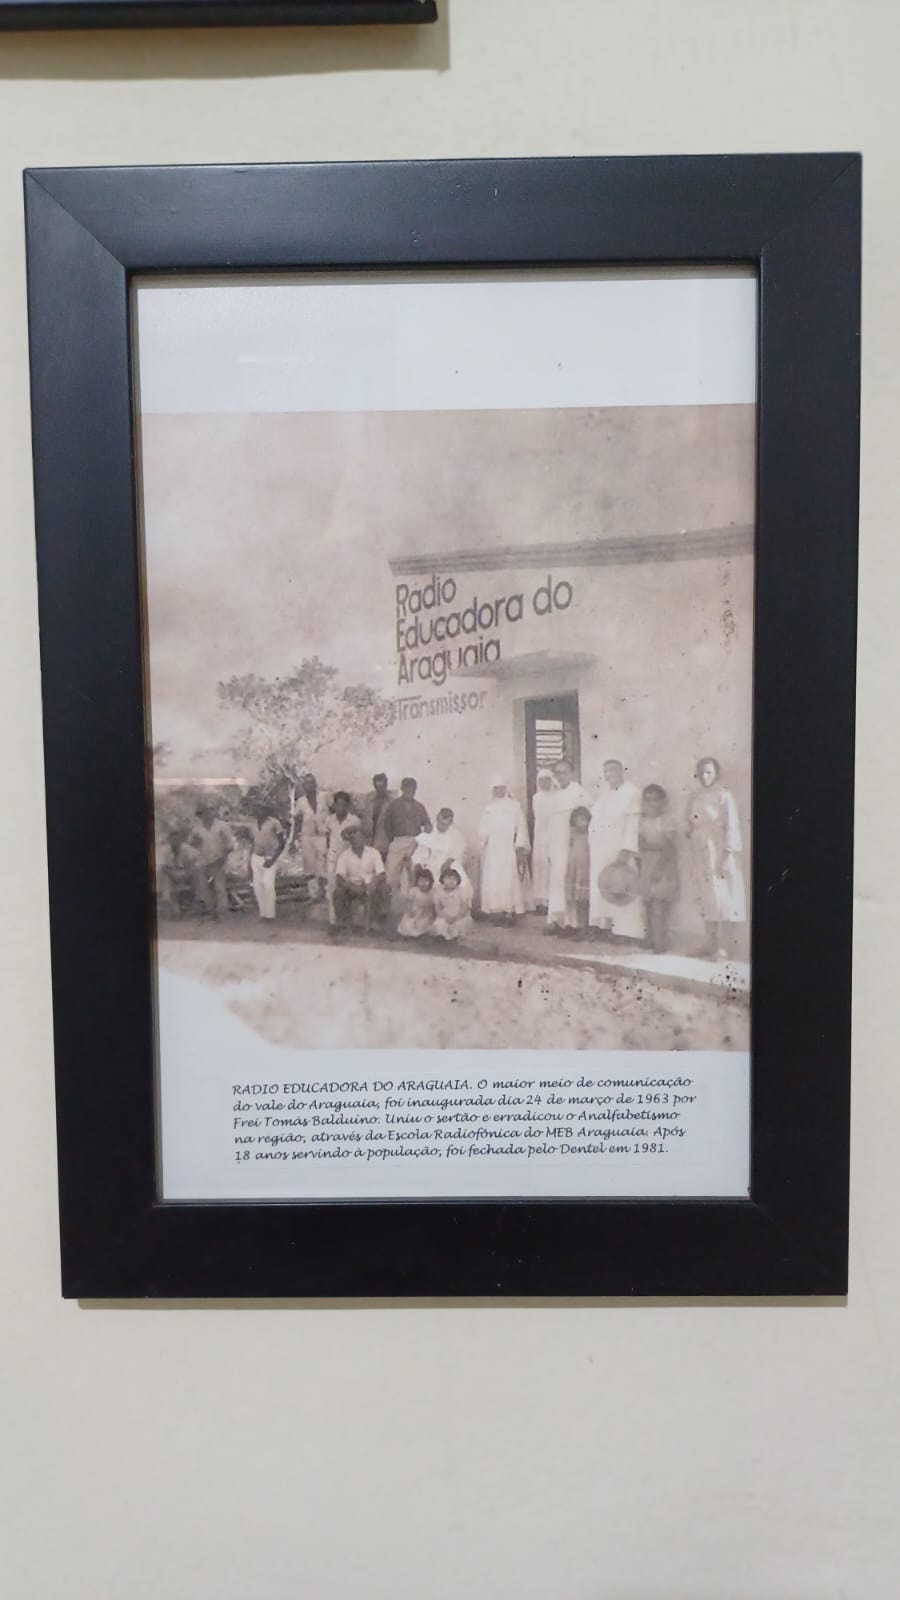 Rádio
Educadora do
Araguaia
Transmissor
RADIO EDUCADORA DO ARAGUAIA. O maior meio de comunicação
do vale do Araguaia, foi inaugurada dia 24 de março de 1963 por
Frei Tomás Balduino. Uniu o sertão e erradicou o Analfabetismo
na região, através da Escola Radiofônica do MEB Araguaia. Após
18 anos servindo à população, foi fechada pelo Dentel em 1981.